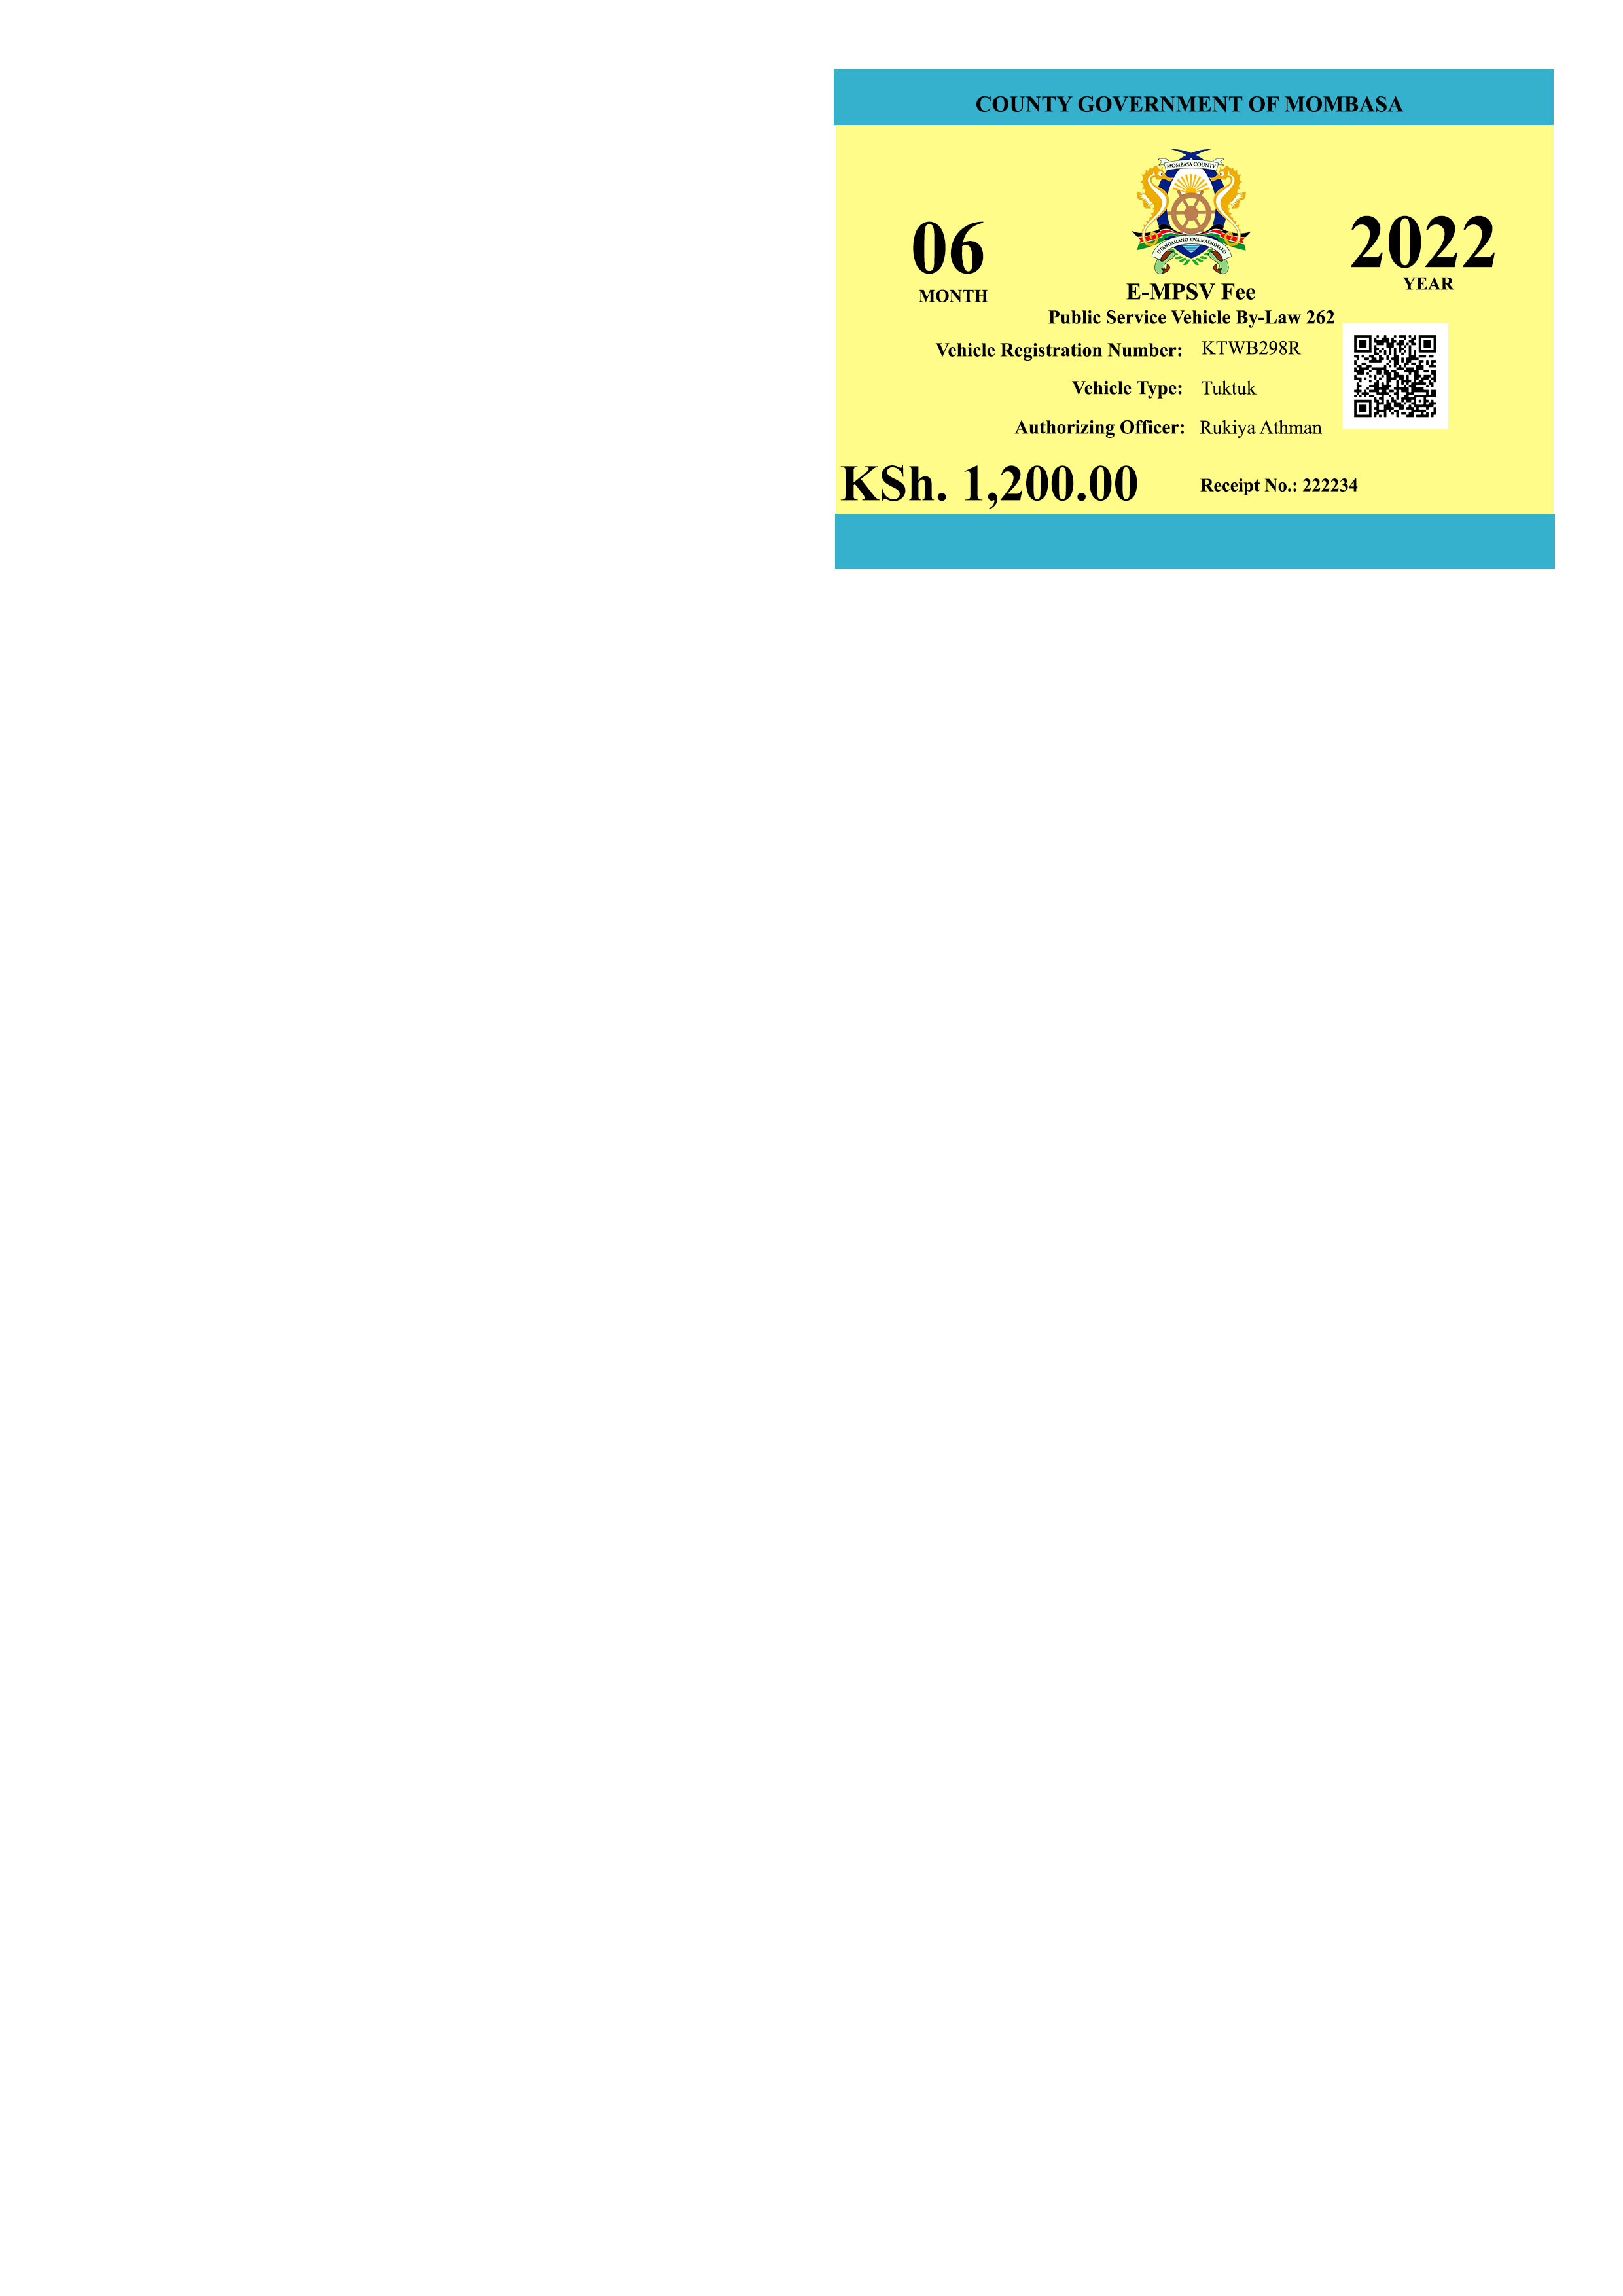 COUNTY GOVERNMENT OF MOMBASA
MOMBASA COUNTY
UTANGAMANO KWA MAENDELEO
06
MONTH
2022
YEAR
E-MPSV Fee
Public Service Vehicle By-Law 262
Vehicle Registration Number: KTWB298R
Vehicle Type: Tuktuk
Authorizing Officer: Rukiya Athman
KSh. 1,200.00 Receipt No.: 222234